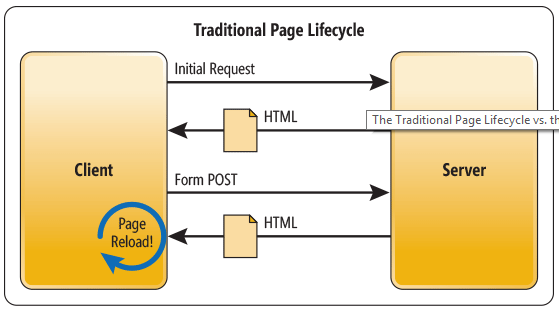 Traditional Page Lifecycle
Initial Request
HTML
The Traditional Page Lifecycle vs. th
Client
Server
Form POST
Page
Reload!
HTML